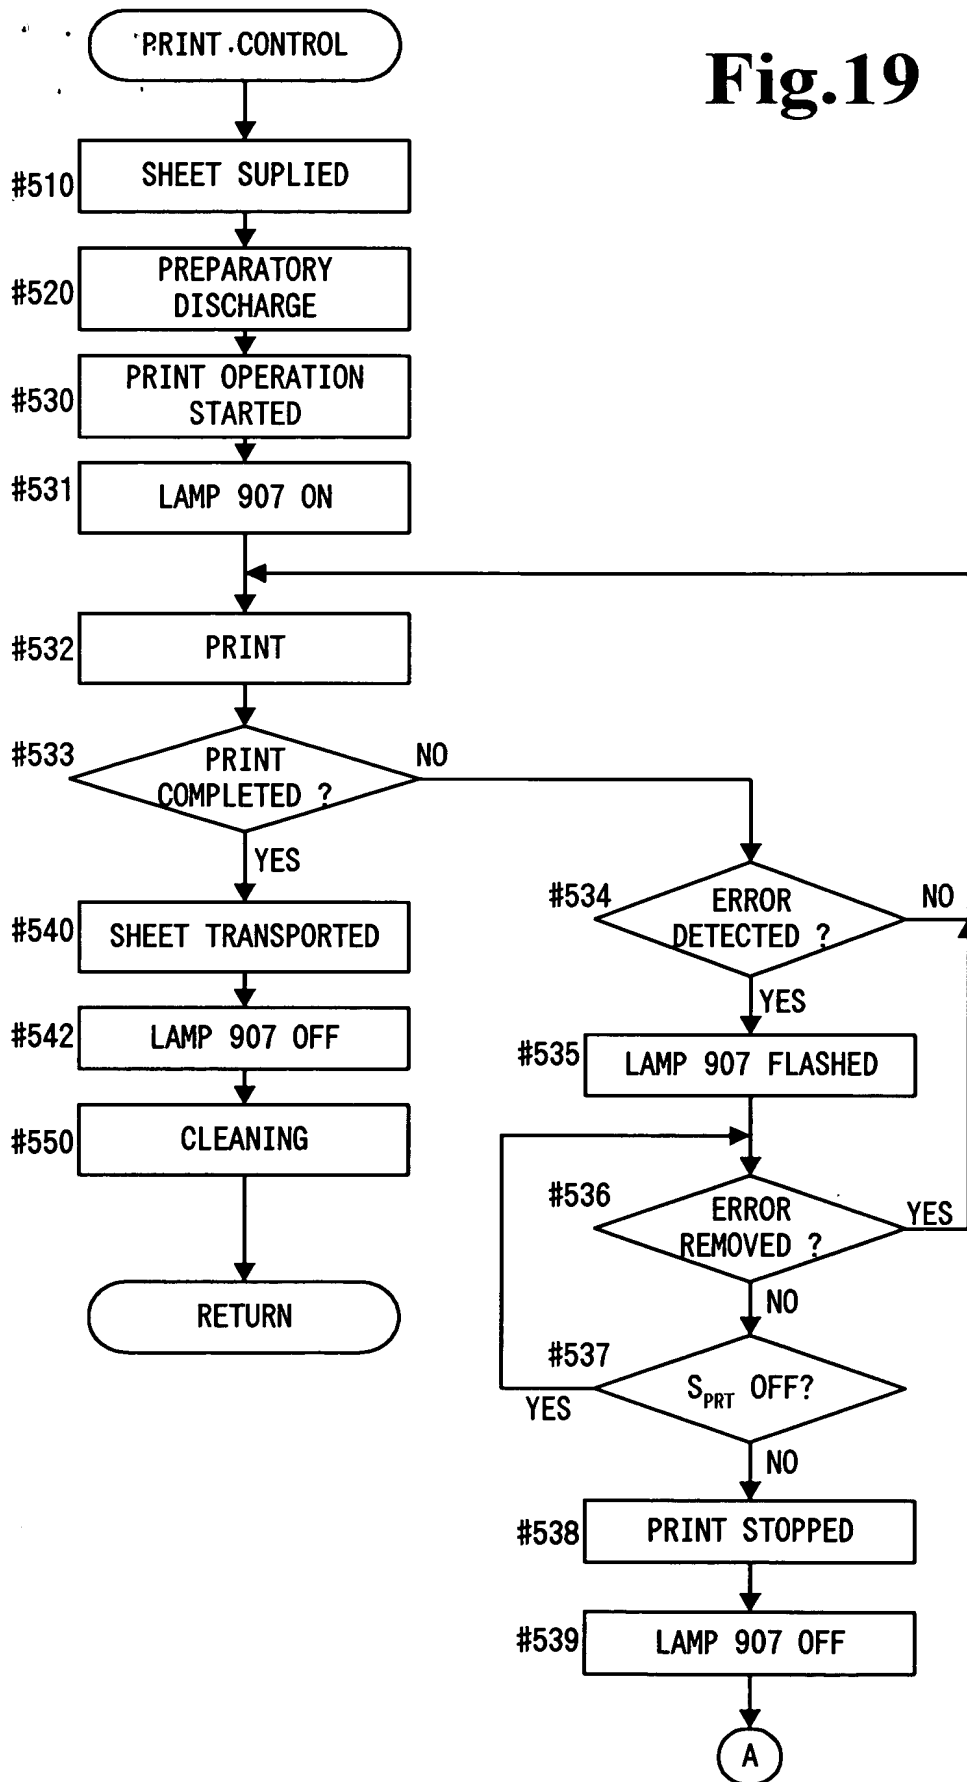 PRINT CONTROL
Fig.19
#510
SHEET SUPLIED
#520
PREPARATORY
DISCHARGE
#530
PRINT OPERATION
STARTED
#531
LAMP 907 ON
#532
PRINT
#533
PRINT
COMPLETED ?
NO
YES
#534
ERROR
DETECTED ?
NO
YES
#540
SHEET TRANSPORTED
#542
LAMP 907 OFF
#535
LAMP 907 FLASHED
#550
CLEANING
#536
ERROR
REMOVED ?
YES
NO
RETURN
#537
SPRT OFF?
YES
NO
#538
PRINT STOPPED
#539
LAMP 907 OFF
A